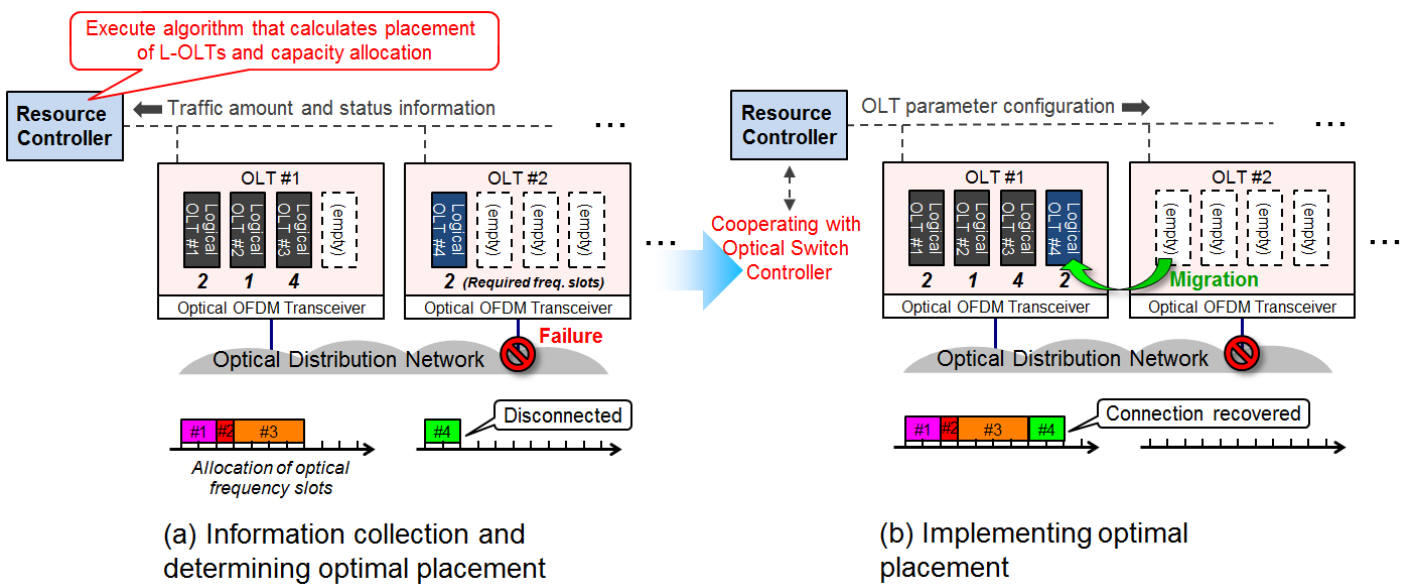 Execute algorithm that calculates placement
of L-OLTs and capacity allocation
Resource
Controller
Traffic amount and status information
...
OLT #1
Logical
OLT #1
Logical
OLT #2
Logical
OLT #3
(empty)
2
1
4
Optical OFDM Transceiver
OLT #2
Logical
OLT #4
(empty)
(empty)
(empty)
2
(Required freq. slots)
Optical OFDM Transceiver
...
Failure
Optical Distribution Network
Disconnected
#1
#2
#3
#4
Allocation of optical
frequency slots
(a) Information collection and
determining optimal placement
Resource
Controller
OLT parameter configuration
...
Cooperating with
Optical Switch
Controller
OLT #1
Logical
OLT #1
Logical
OLT #2
Logical
OLT #3
Logical
OLT #4
2
1
4
2
Optical OFDM Transceiver
OLT #2
(empty)
(empty)
(empty)
(empty)
Migration
Optical OFDM Transceiver
...
Optical Distribution Network
Connection recovered
#1
#2
#3
#4
(b) Implementing optimal
placement